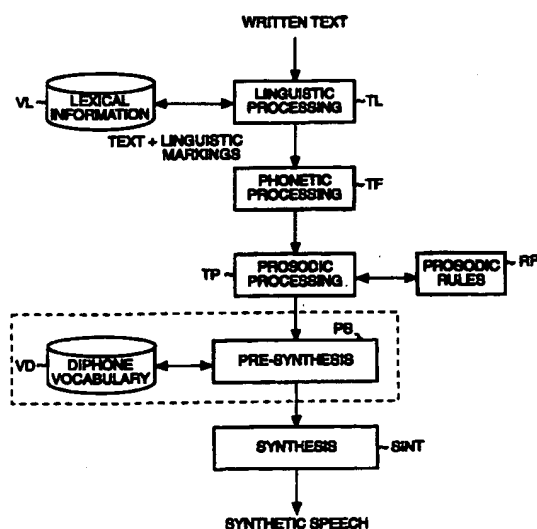 WRITTEN TEXT
VL
LEXICAL
INFORMATION
LINGUISTIC
PROCESSING
TL
TEXT + LINGUISTIC
MARKINGS
PHONETIC
PROCESSING
TF
TP
PROSODIC
PROCESSING
PROSODIC
RULES
RP
PS
VD
DIPHONE
VOCABULARY
PRE-SYNTHESIS
SYNTHESIS
SINT
SYNTHETIC SPEECH